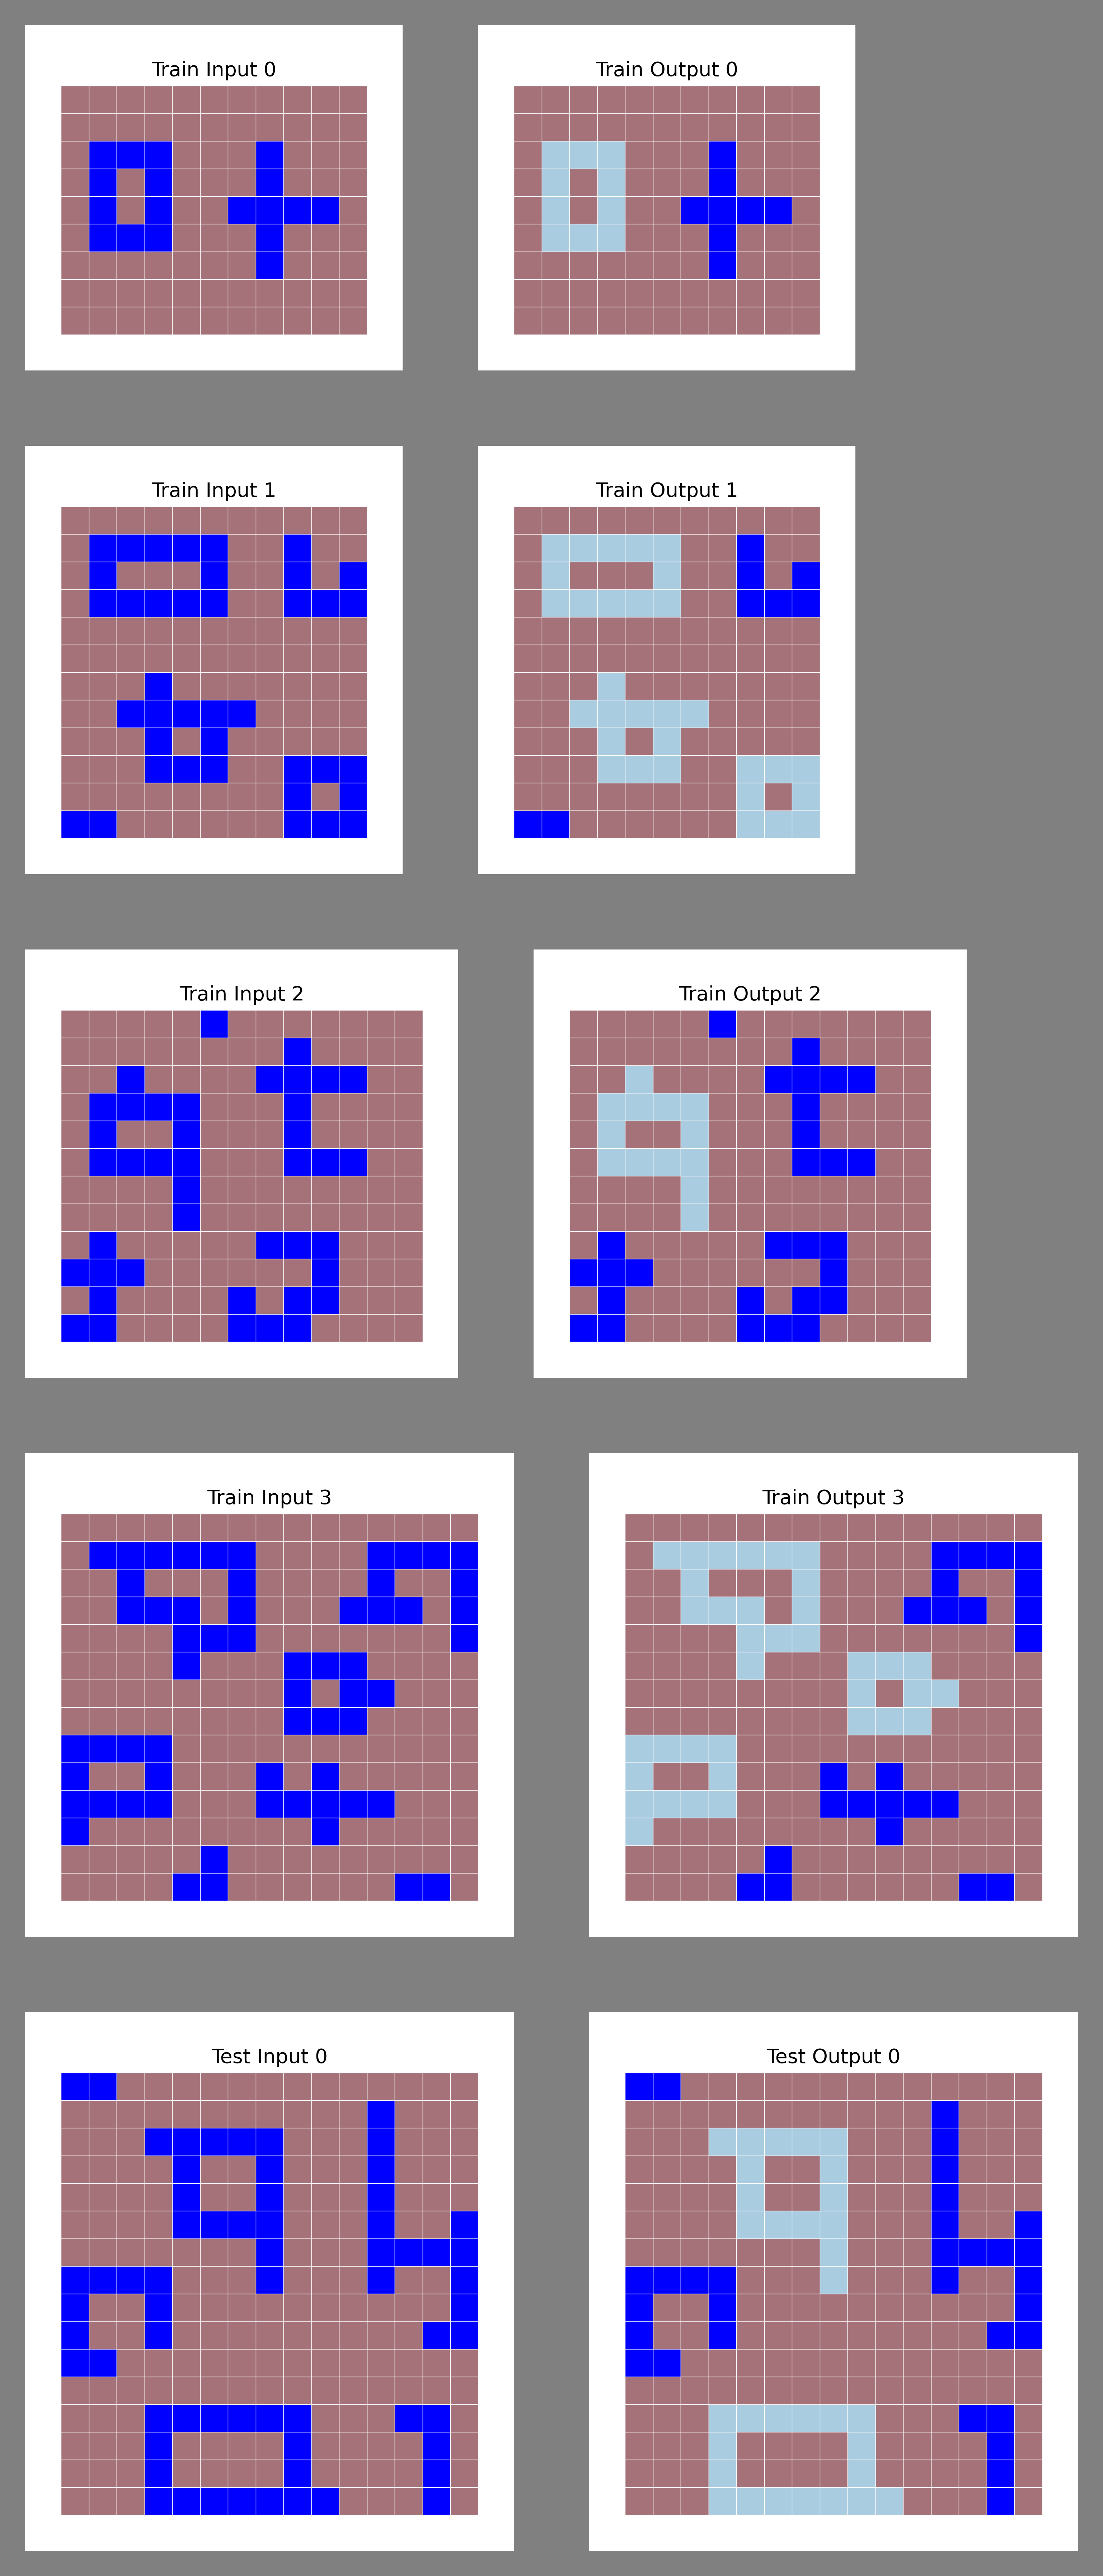 Train Input 0
Train Output 0
Train Input 1
Train Output 1
Train Input 2
Train Output 2
Train Input 3
Train Output 3
Test Input 0
Test Output 0